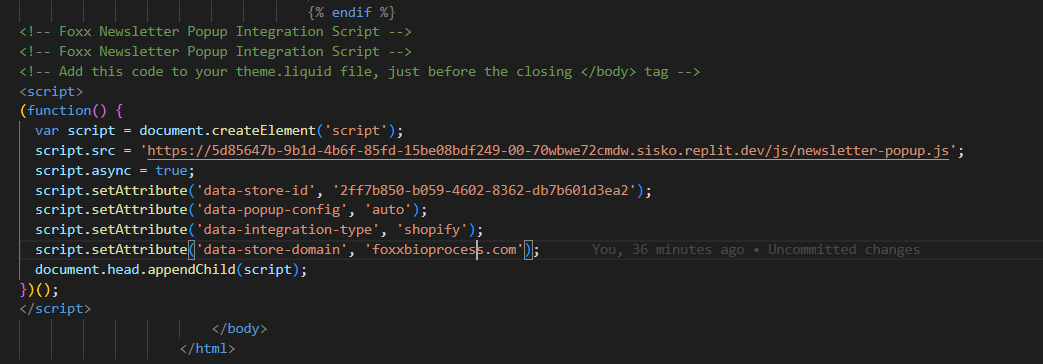 {% endif %}
<!-- Foxx Newsletter Popup Integration Script -->
<!-- Foxx Newsletter Popup Integration Script -->
<!-- Add this code to your theme.liquid file, just before the closing </body> tag -->
<script>
(function() {
var script = document.createElement('script');
script.src = 'https://5d85647b-9b1d-4b6f-85fd-15be08bdf249-00-70wbwe72cmdw.sisko.replit.dev/js/newsletter-popup.js';
script.async = true;
script.setAttribute('data-store-id', '2ff7b850-b059-4602-8362-db7b601d3ea2');
script.setAttribute('data-popup-config', 'auto');
script.setAttribute('data-integration-type', 'shopify');
script.setAttribute('data-store-domain', 'foxxbioprocess.com'); You, 36 minutes ago • Uncommitted changes
document.head.appendChild(script);
})();
</script>
</body>
</html>